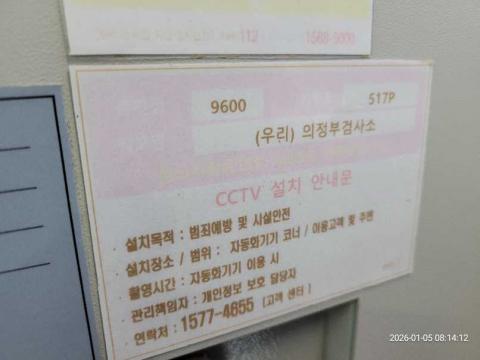 112
9600 517P
(우리) 의정부검사소
CCTV 설치 안내문
· 설치목적 : 범죄예방 및 시설안전
· 설치장소 / 범위 : 자동화기기 코너 / 이용고객 및 주변
· 촬영시간 : 자동화기기 이용 시
· 관리책임자 : 개인정보 보호 담당자
· 연락처 : 1577-4655 (고객 센터)
2026-01-05 08:14:12